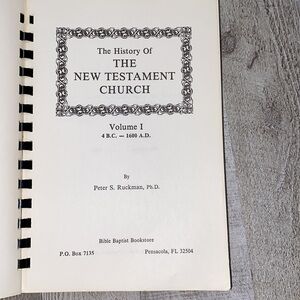 The History Of
THE
NEW TESTAMENT
CHURCH
Volume I
4 B.C. — 1600 A.D.
By
Peter S. Ruckman, Ph.D.
Bible Baptist Bookstore
P.O. Box 7135 Pensacola, FL 32504